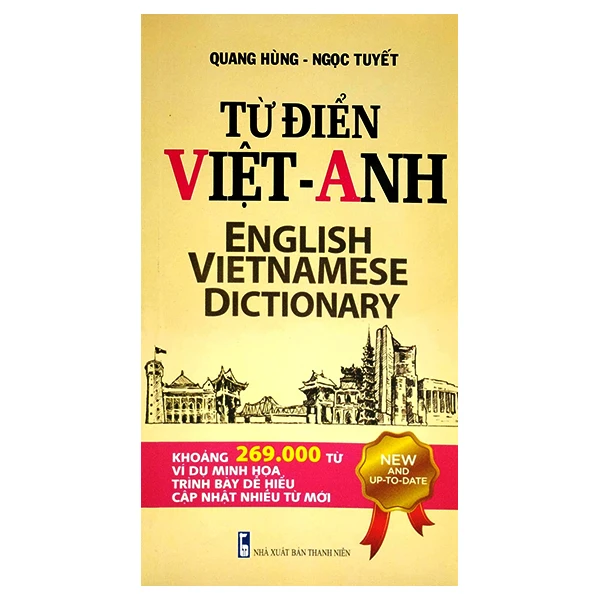 QUANG HÙNG - NGỌC TUYẾT
TỪ ĐIỂN
VIỆT-ANH
ENGLISH
VIETNAMESE
DICTIONARY
KHOẢNG 269.000 TỪ
VÍ DỤ MINH HỌA
TRÌNH BÀY DỄ HIỂU
CẬP NHẬT NHIỀU TỪ MỚI
NEW
AND
UP-TO-DATE
NHÀ XUẤT BẢN THANH NIÊN